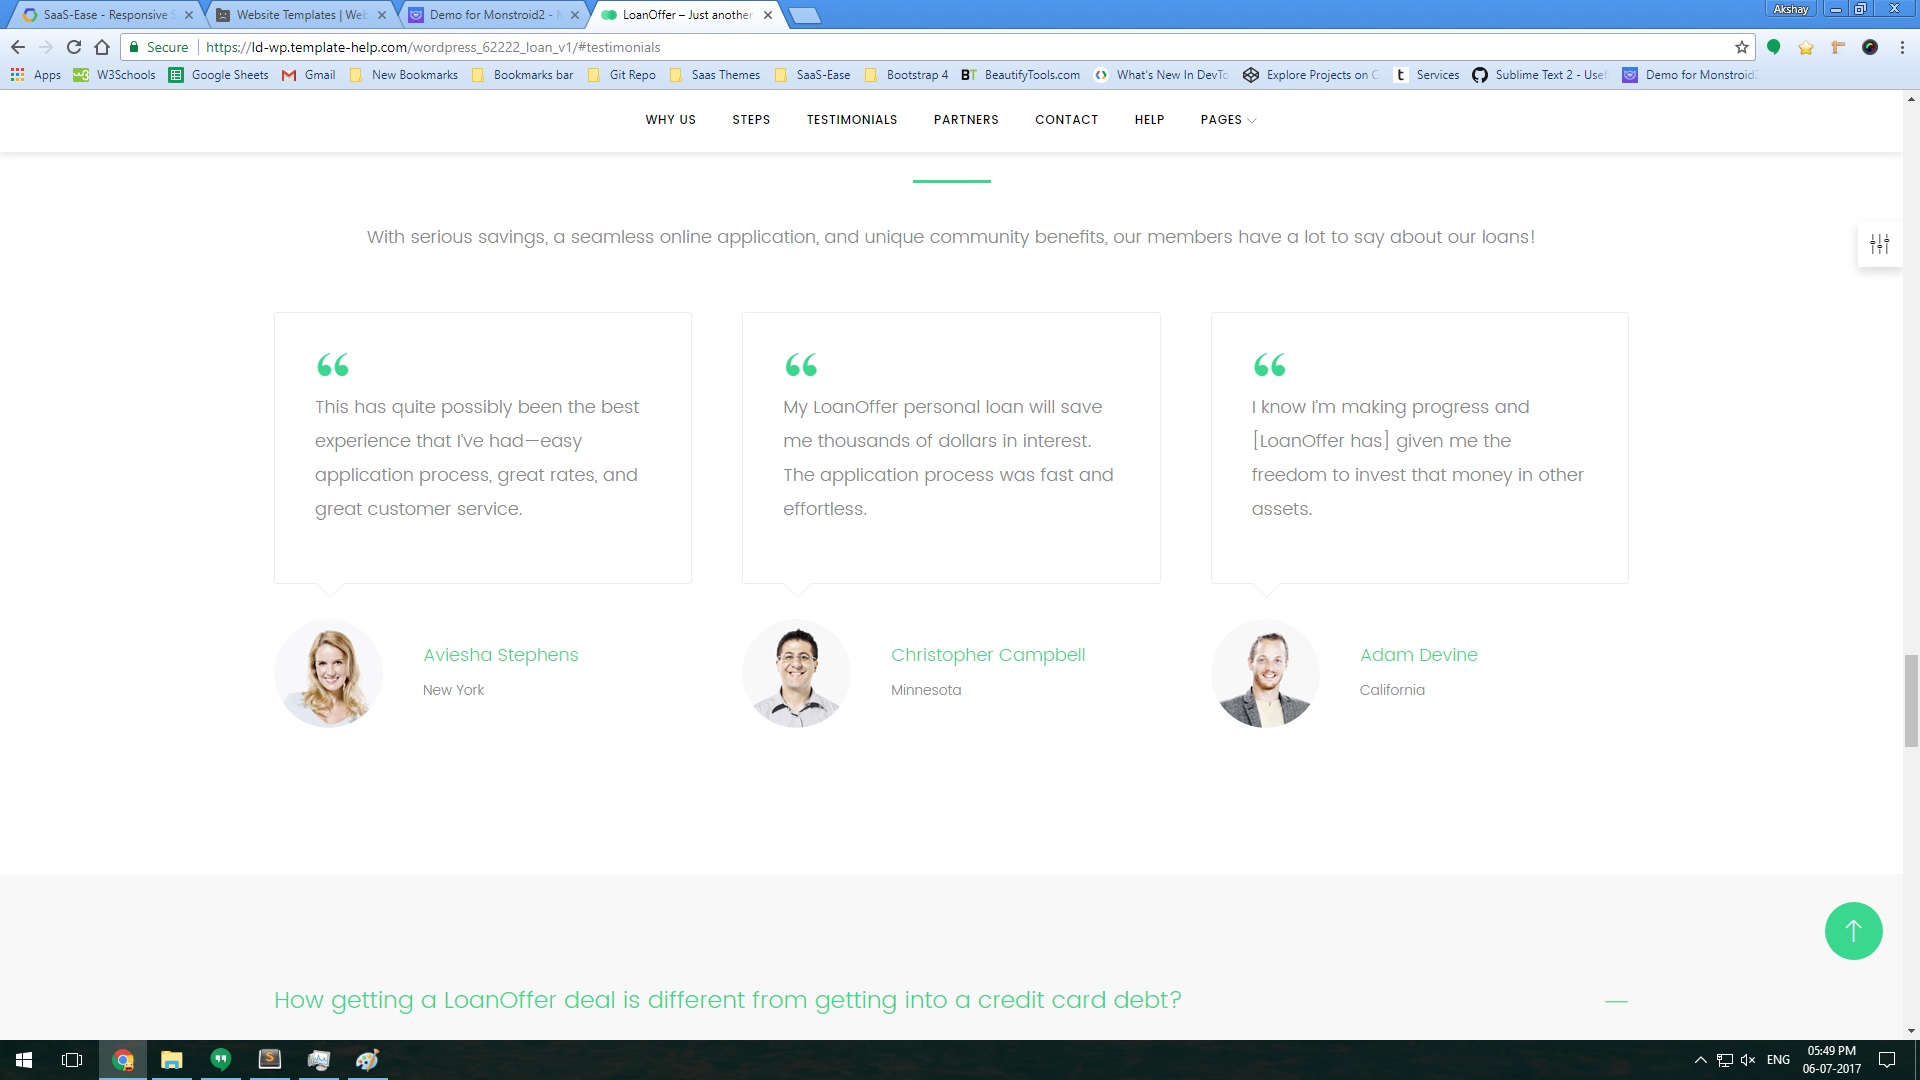 SaaS-Ease - Responsive S
Website Templates | Web
Demo for Monstroid2 - M
LoanOffer – Just another
Akshay
Secure
https://ld-wp.template-help.com/wordpress_62222_loan_v1/#testimonials
Apps
W3Schools
Google Sheets
Gmail
New Bookmarks
Bookmarks bar
Git Repo
Saas Themes
SaaS-Ease
Bootstrap 4
BT BeautifyTools.com
What's New In DevTo
Explore Projects on C
t Services
Sublime Text 2 - Usef
Demo for Monstroid2
WHY US
STEPS
TESTIMONIALS
PARTNERS
CONTACT
HELP
PAGES
With serious savings, a seamless online application, and unique community benefits, our members have a lot to say about our loans!
“
This has quite possibly been the best
experience that I’ve had—easy
application process, great rates, and
great customer service.
Aviesha Stephens
New York
“
My LoanOffer personal loan will save
me thousands of dollars in interest.
The application process was fast and
effortless.
Christopher Campbell
Minnesota
“
I know I’m making progress and
[LoanOffer has] given me the
freedom to invest that money in other
assets.
Adam Devine
California
How getting a LoanOffer deal is different from getting into a credit card debt?
ENG
05:49 PM
06-07-2017